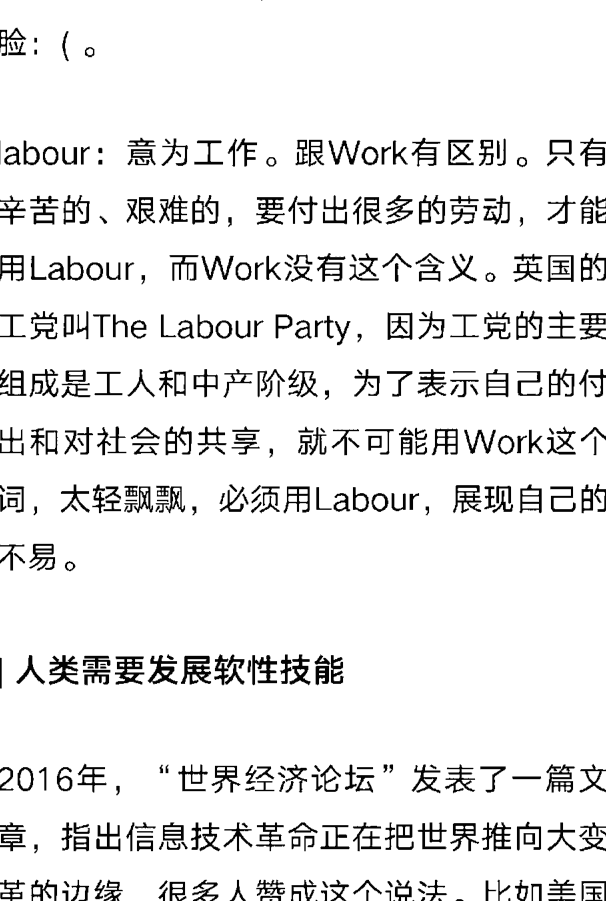 脸：( 。
labour：意为工作。跟Work有区别。只有
辛苦的、艰难的，要付出很多的劳动，才能
用Labour，而Work没有这个含义。英国的
工党叫The Labour Party，因为工党的主要
组成是工人和中产阶级，为了表示自己的付
出和对社会的共享，就不可能用Work这个
词，太轻飘飘，必须用Labour，展现自己的
不易。
| 人类需要发展软性技能
2016年，“世界经济论坛”发表了一篇文
章，指出信息技术革命正在把世界推向大变
革的边缘，很多人赞成这个说法。比如美国